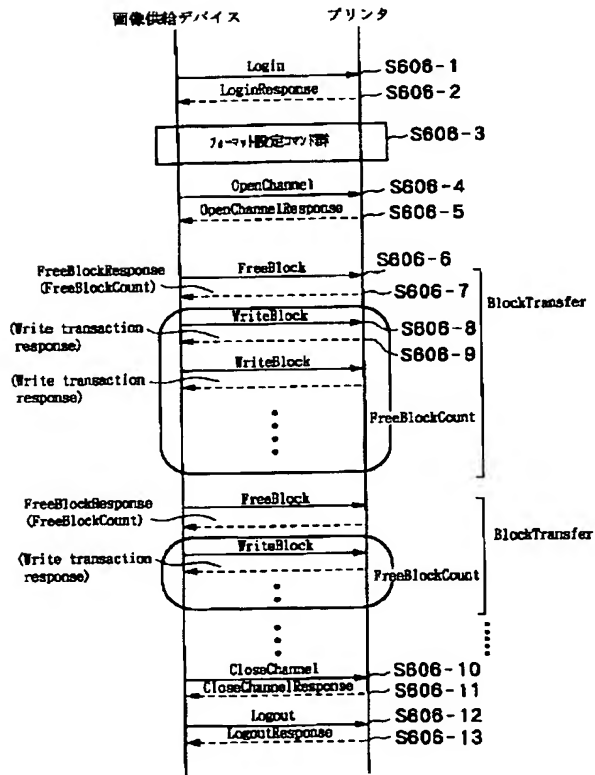 画像供給デバイス プリンタ
Login S606-1
LoginResponse S606-2
フォーマット設定コマンド群 S606-3
OpenChannel S606-4
OpenChannelResponse S606-5
S606-6
FreeBlockResponse FreeBlock
(FreeBlockCount) S606-7
BlockTransfer
WriteBlock S606-8
(Write transaction
response) S606-9
WriteBlock
(Write transaction
response)
FreeBlockCount
FreeBlockResponse FreeBlock
(FreeBlockCount)
BlockTransfer
WriteBlock
(Write transaction
response)
FreeBlockCount
CloseChannel S606-10
CloseChannelResponse S606-11
Logout S606-12
LogoutResponse S606-13